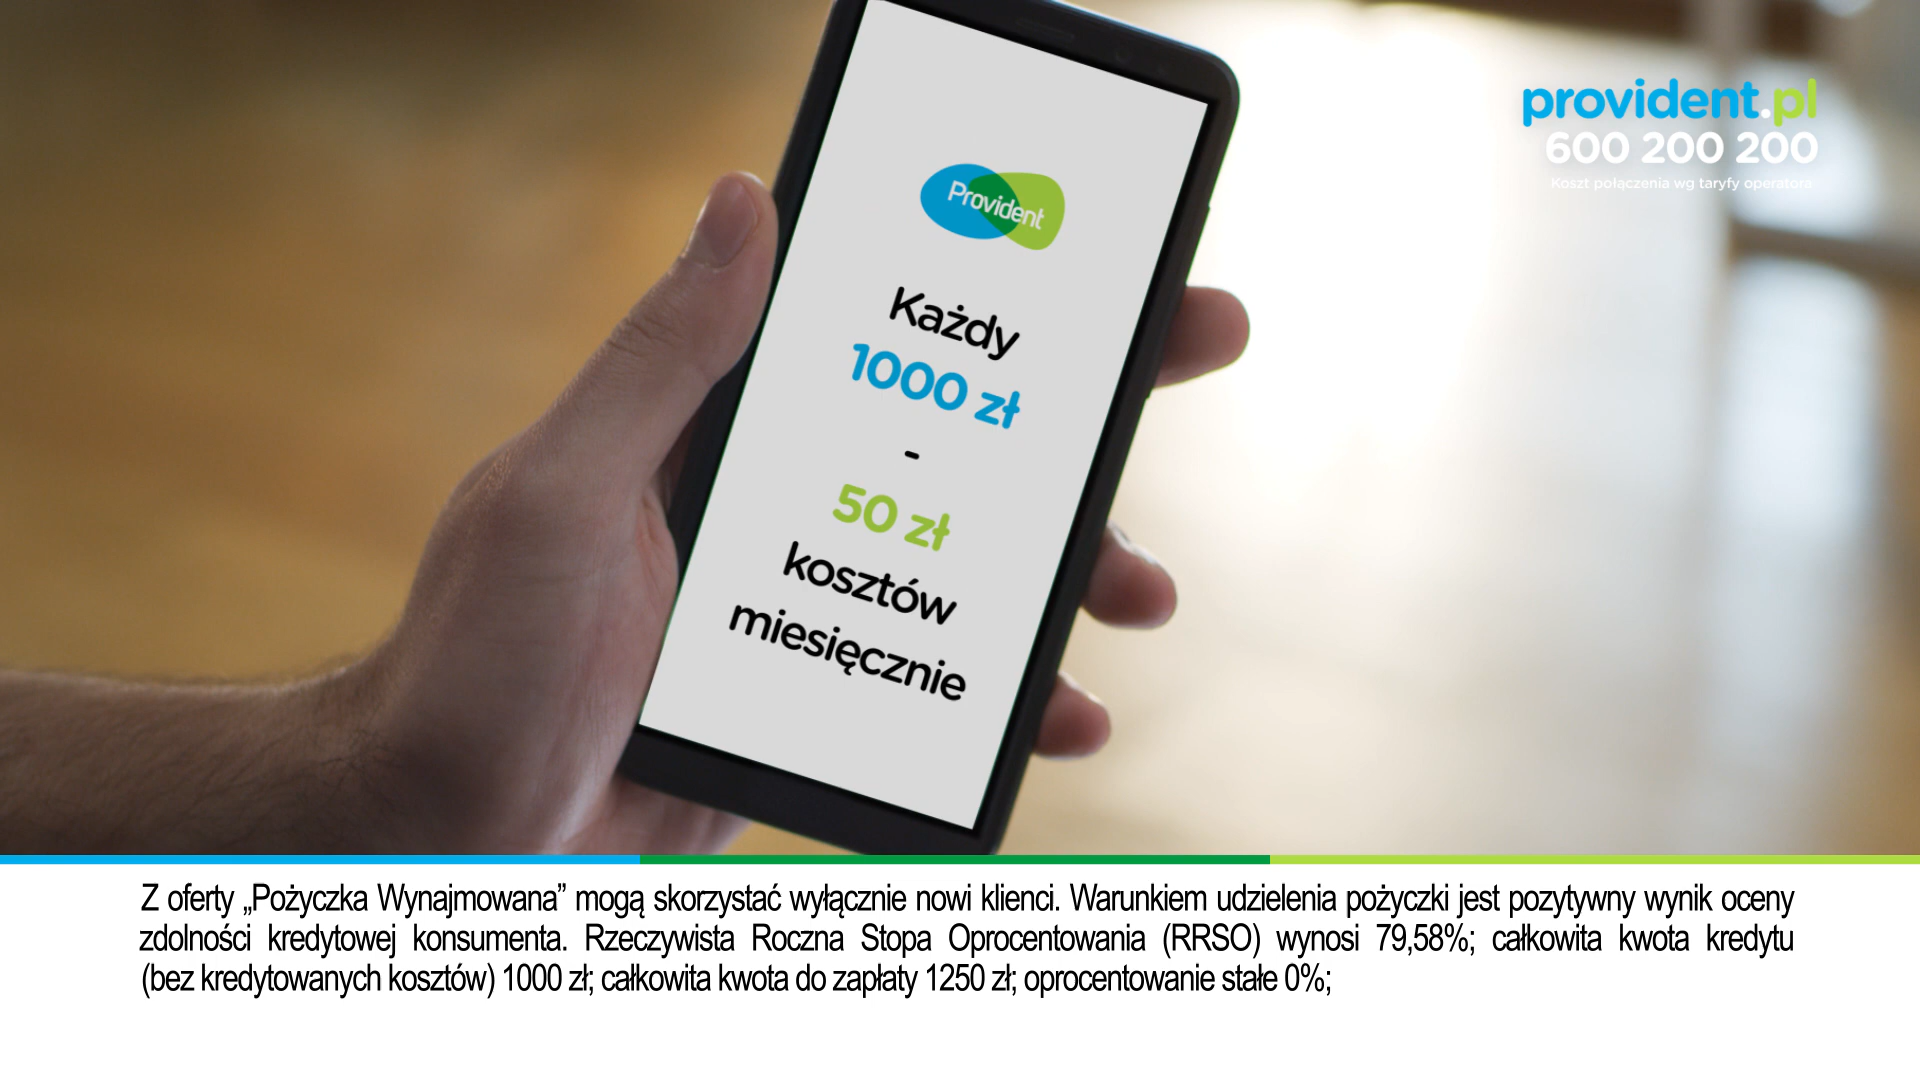 provident.pl
600 200 200
Koszt połączenia wg taryfy operatora
Provident
Każdy
1000 zł
-
50 zł
kosztów
miesięcznie
Z oferty „Pożyczka Wynajmowana” mogą skorzystać wyłącznie nowi klienci. Warunkiem udzielenia pożyczki jest pozytywny wynik oceny
zdolności kredytowej konsumenta. Rzeczywista Roczna Stopa Oprocentowania (RRSO) wynosi 79,58%; całkowita kwota kredytu
(bez kredytowanych kosztów) 1000 zł; całkowita kwota do zapłaty 1250 zł; oprocentowanie stałe 0%;